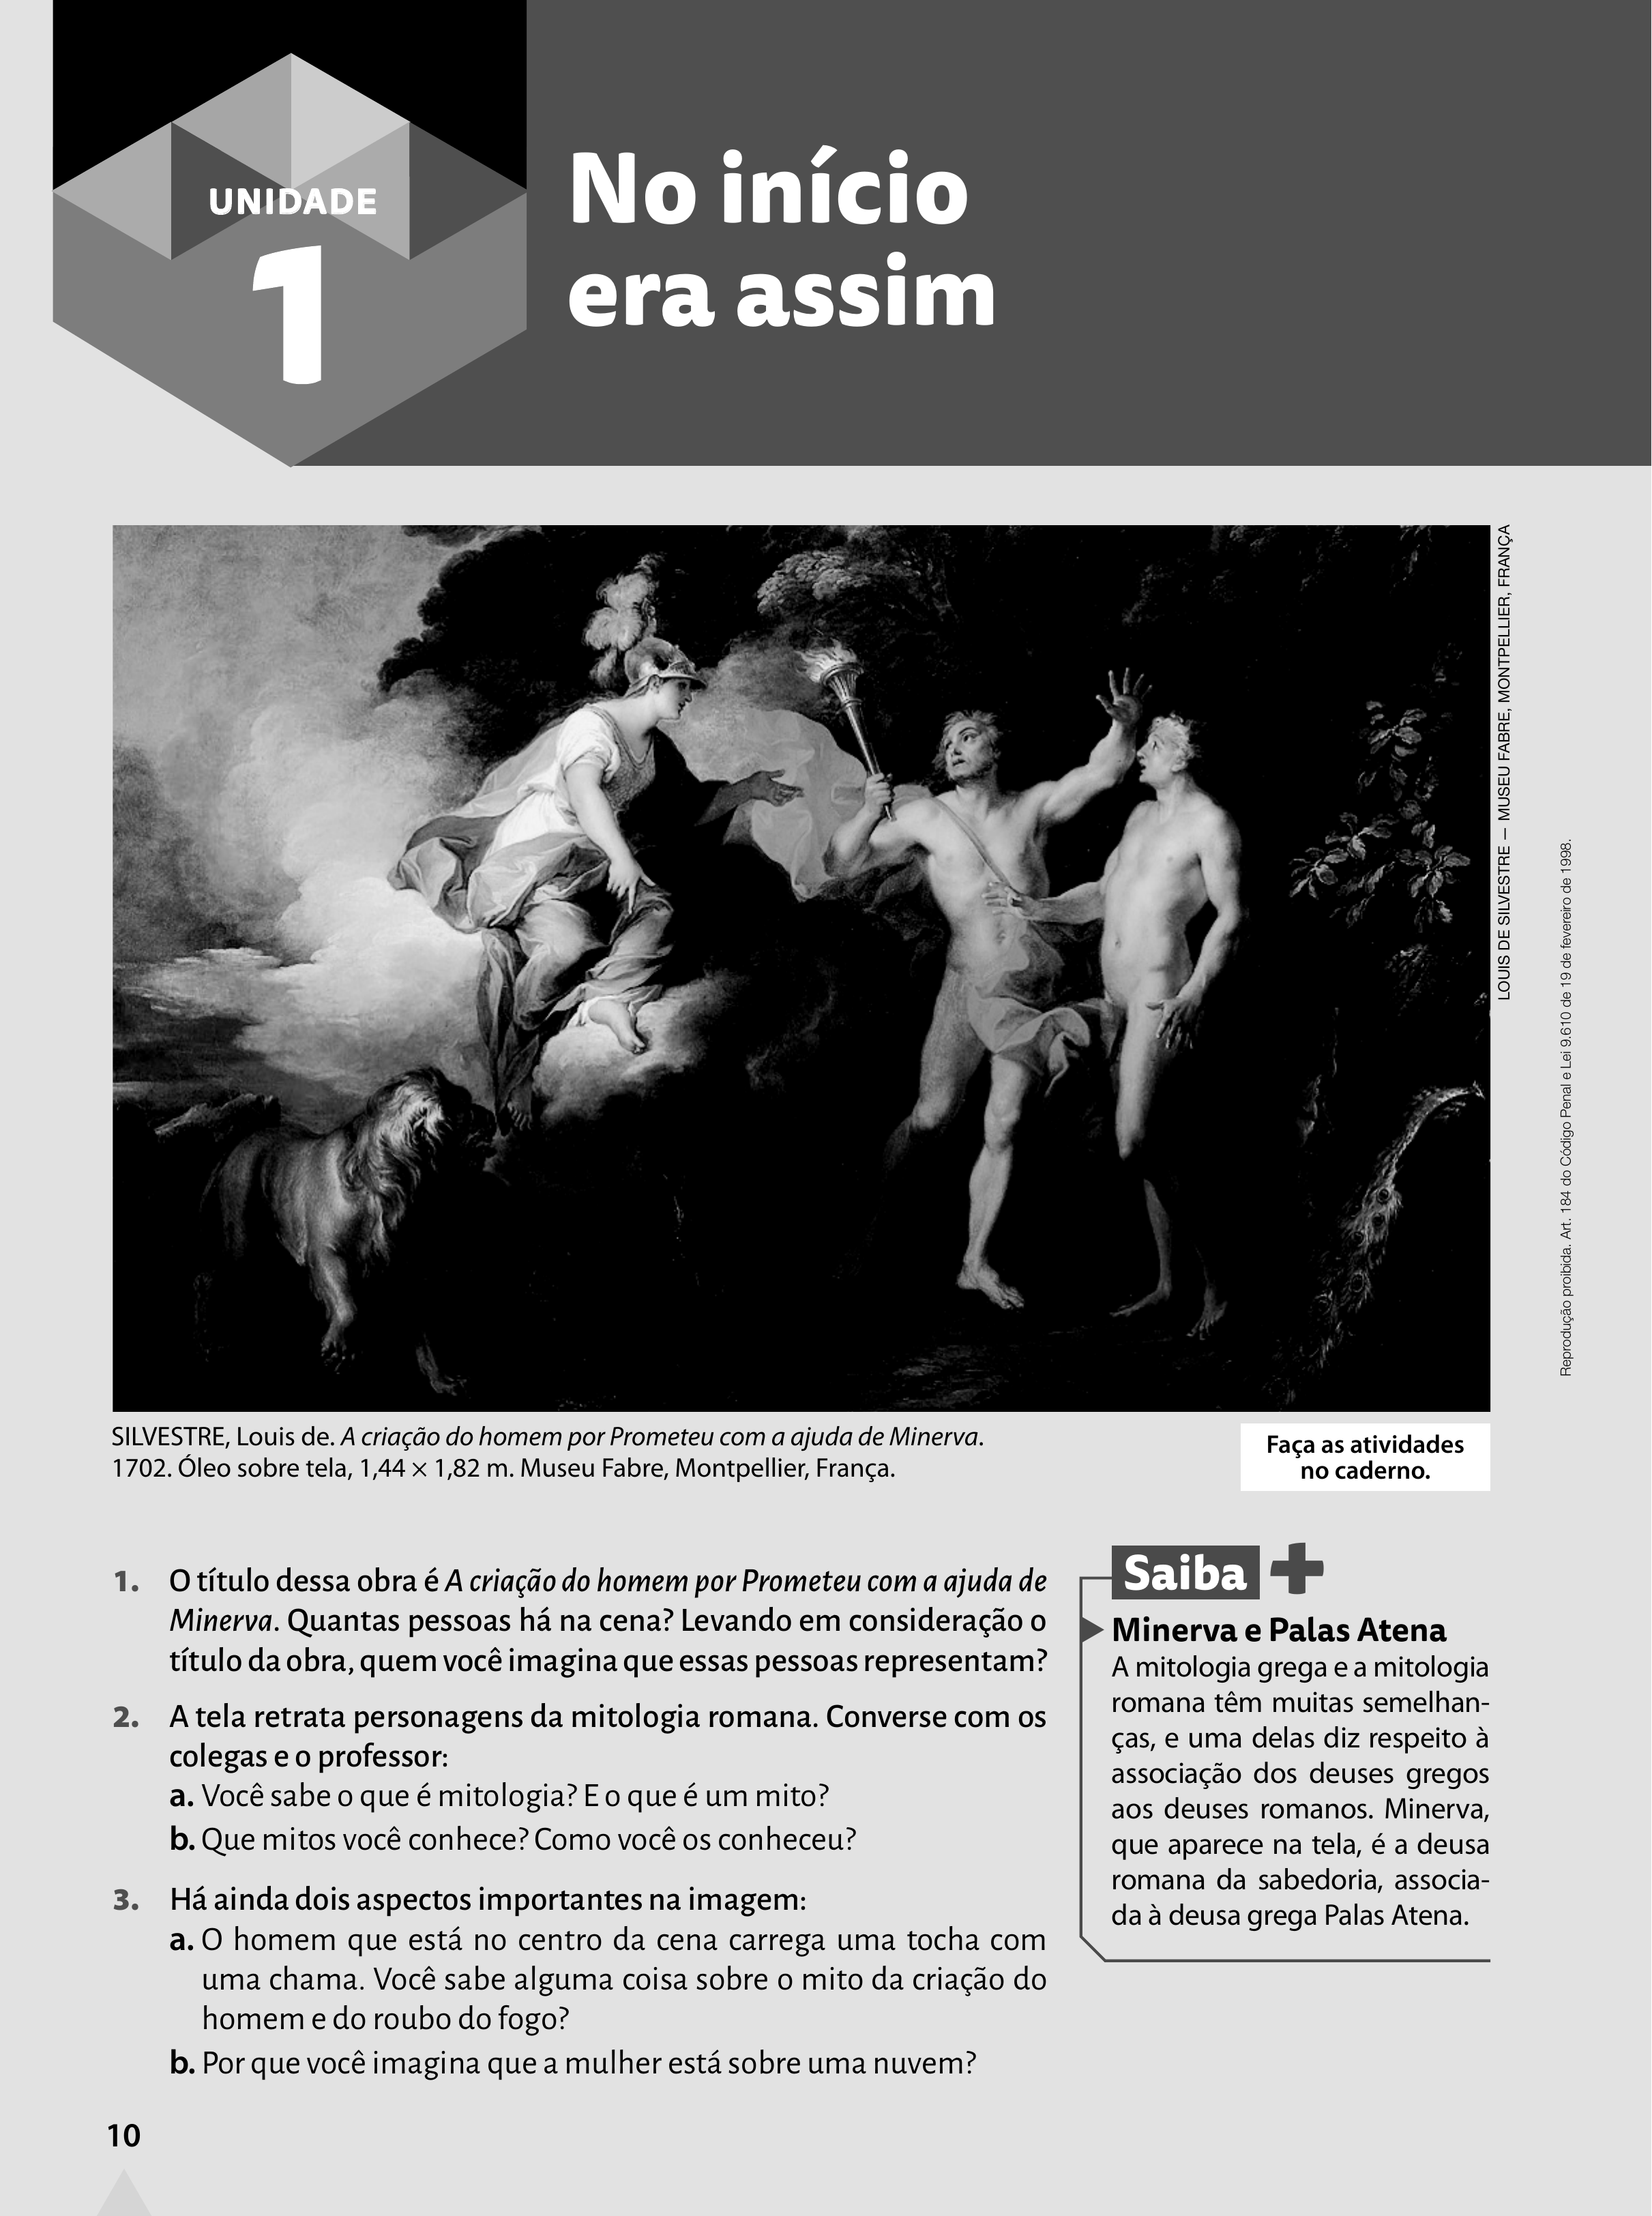 UNIDADE
1
No início
era assim
LOUIS DE SILVESTRE — MUSEU FABRE, MONTPELLIER, FRANÇA
Reprodução proibida. Art. 184 do Código Penal e Lei 9.610 de 19 de fevereiro de 1998.
SILVESTRE, Louis de. A criação do homem por Prometeu com a ajuda de Minerva.
1702. Óleo sobre tela, 1,44 × 1,82 m. Museu Fabre, Montpellier, França.
Faça as atividades
no caderno.
1. O título dessa obra é A criação do homem por Prometeu com a ajuda de
Minerva. Quantas pessoas há na cena? Levando em consideração o
título da obra, quem você imagina que essas pessoas representam?
2. A tela retrata personagens da mitologia romana. Converse com os
colegas e o professor:
a. Você sabe o que é mitologia? E o que é um mito?
b. Que mitos você conhece? Como você os conheceu?
3. Há ainda dois aspectos importantes na imagem:
a. O homem que está no centro da cena carrega uma tocha com
uma chama. Você sabe alguma coisa sobre o mito da criação do
homem e do roubo do fogo?
b. Por que você imagina que a mulher está sobre uma nuvem?
Saiba +
Minerva e Palas Atena
A mitologia grega e a mitologia
romana têm muitas semelhan-
ças, e uma delas diz respeito à
associação dos deuses gregos
aos deuses romanos. Minerva,
que aparece na tela, é a deusa
romana da sabedoria, associa-
da à deusa grega Palas Atena.
10